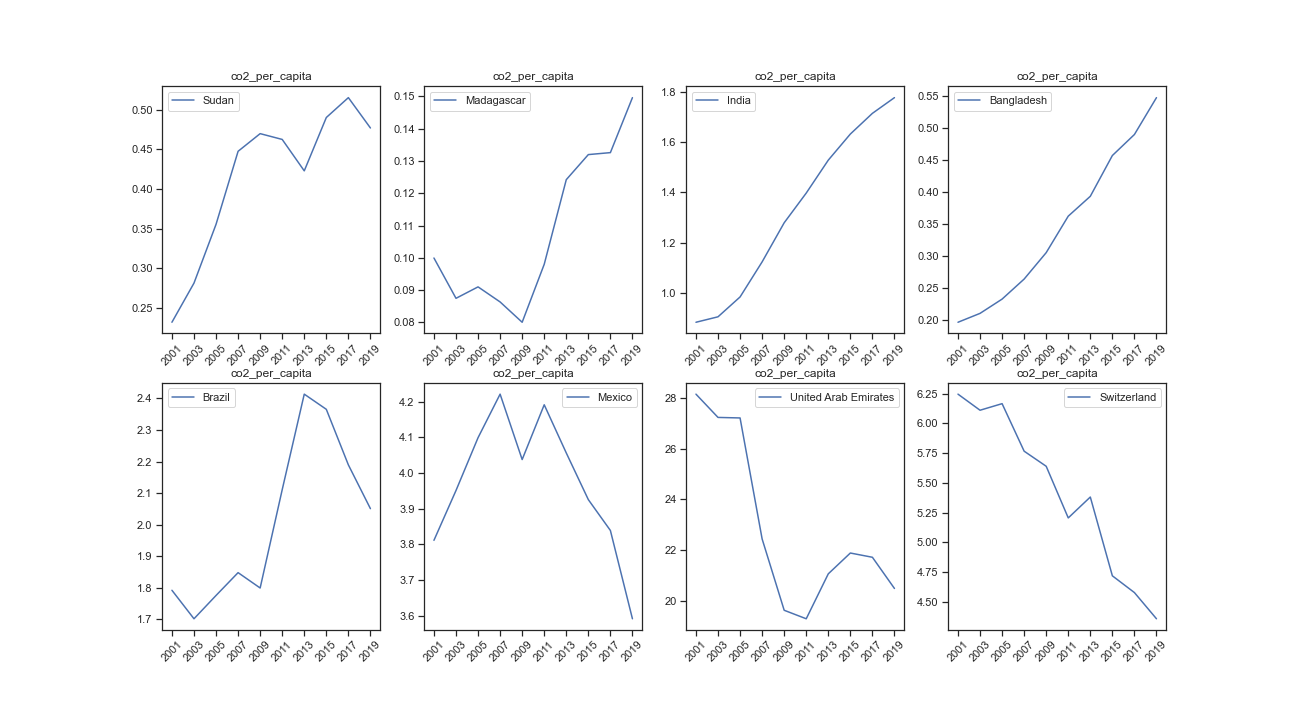 co2_per_capita
Sudan
0.50
0.45
0.40
0.35
0.30
0.25
2001 2003 2005 2007 2009 2011 2013 2015 2017 2019
co2_per_capita
Madagascar
0.15
0.14
0.13
0.12
0.11
0.10
0.09
0.08
2001 2003 2005 2007 2009 2011 2013 2015 2017 2019
co2_per_capita
India
1.8
1.6
1.4
1.2
1.0
2001 2003 2005 2007 2009 2011 2013 2015 2017 2019
co2_per_capita
Bangladesh
0.55
0.50
0.45
0.40
0.35
0.30
0.25
0.20
2001 2003 2005 2007 2009 2011 2013 2015 2017 2019
co2_per_capita
Brazil
2.4
2.3
2.2
2.1
2.0
1.9
1.8
1.7
2001 2003 2005 2007 2009 2011 2013 2015 2017 2019
co2_per_capita
Mexico
4.2
4.1
4.0
3.9
3.8
3.7
3.6
2001 2003 2005 2007 2009 2011 2013 2015 2017 2019
co2_per_capita
United Arab Emirates
28
26
24
22
20
2001 2003 2005 2007 2009 2011 2013 2015 2017 2019
co2_per_capita
Switzerland
6.25
6.00
5.75
5.50
5.25
5.00
4.75
4.50
2001 2003 2005 2007 2009 2011 2013 2015 2017 2019